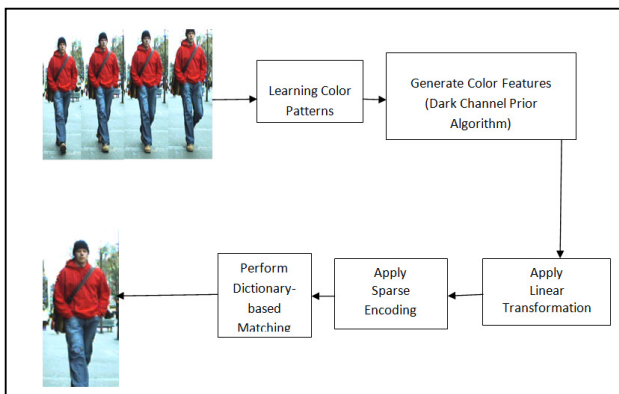 Learning Color
Patterns
Generate Color Features
(Dark Channel Prior
Algorithm)
Apply
Linear
Transformation
Apply
Sparse
Encoding
Perform
Dictionary-
based
Matching